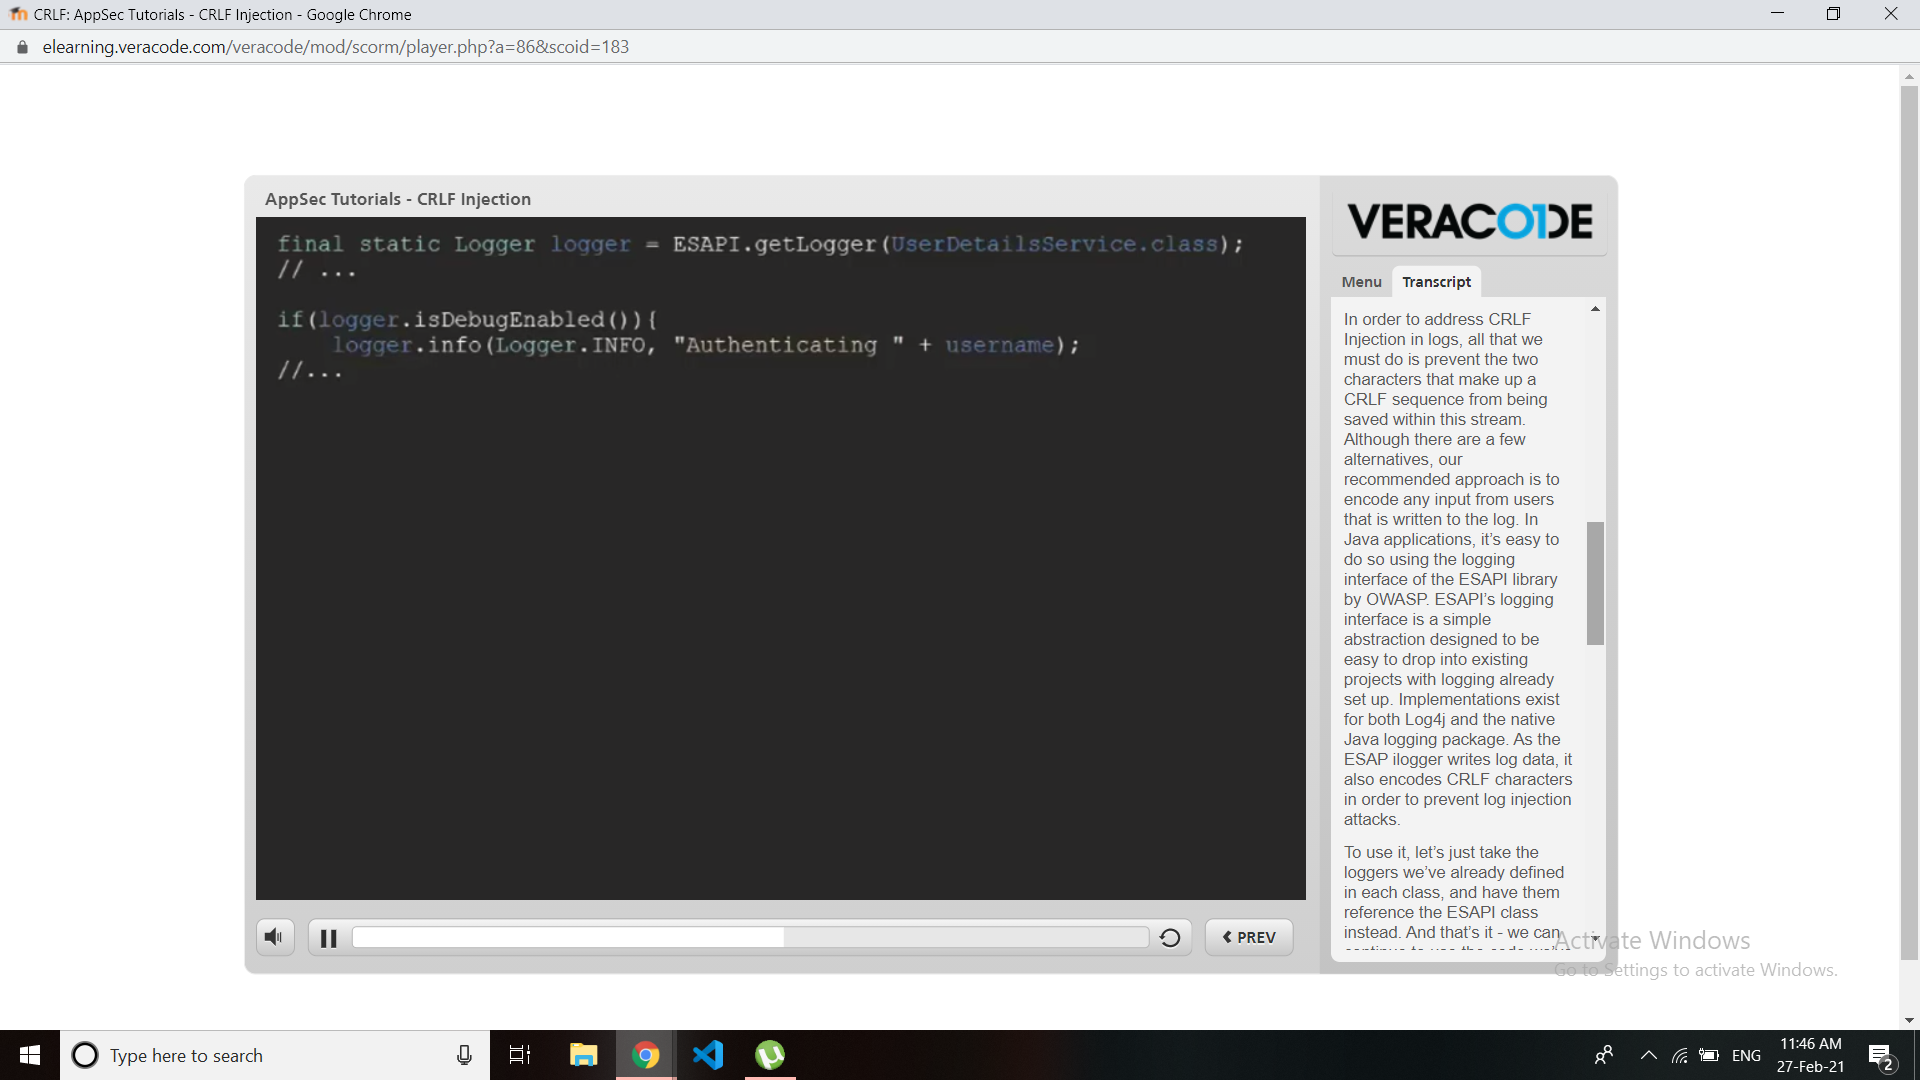 CRLF: AppSec Tutorials - CRLF Injection - Google Chrome
elearning.veracode.com/veracode/mod/scorm/player.php?a=86&scoid=183
AppSec Tutorials - CRLF Injection
final static Logger logger = ESAPI.getLogger(UserDetailsService.class);
// ...
if(logger.isDebugEnabled()){
logger.info(Logger.INFO, "Authenticating " + username);
//...
PREV
VERACODE
Menu Transcript
In order to address CRLF
Injection in logs, all that we
must do is prevent the two
characters that make up a
CRLF sequence from being
saved within this stream.
Although there are a few
alternatives, our
recommended approach is to
encode any input from users
that is written to the log. In
Java applications, it's easy to
do so using the logging
interface of the ESAPI library
by OWASP. ESAPI's logging
interface is a simple
abstraction designed to be
easy to drop into existing
projects with logging already
set up. Implementations exist
for both Log4j and the native
Java logging package. As the
ESAP ilogger writes log data, it
also encodes CRLF characters
in order to prevent log injection
attacks.
To use it, let's just take the
loggers we've already defined
in each class, and have them
reference the ESAPI class
instead. And that's it - we can
Activate Windows
Go to Settings to activate Windows.
Type here to search
ENG
11:46 AM
27-Feb-21
2